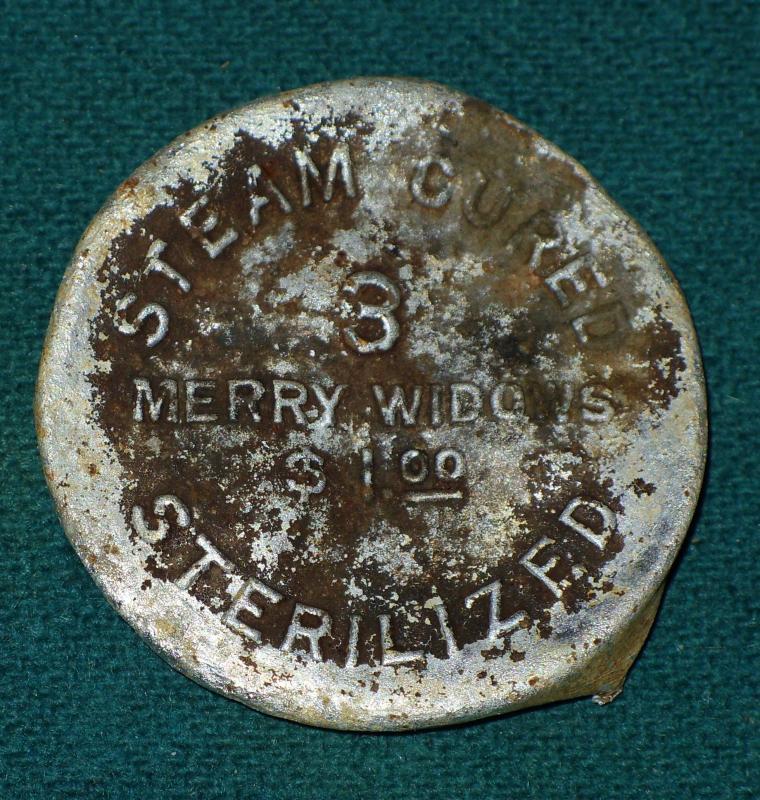 STEAM CURED
3
MERRY WIDOWS
$ 1.00
STERILIZED